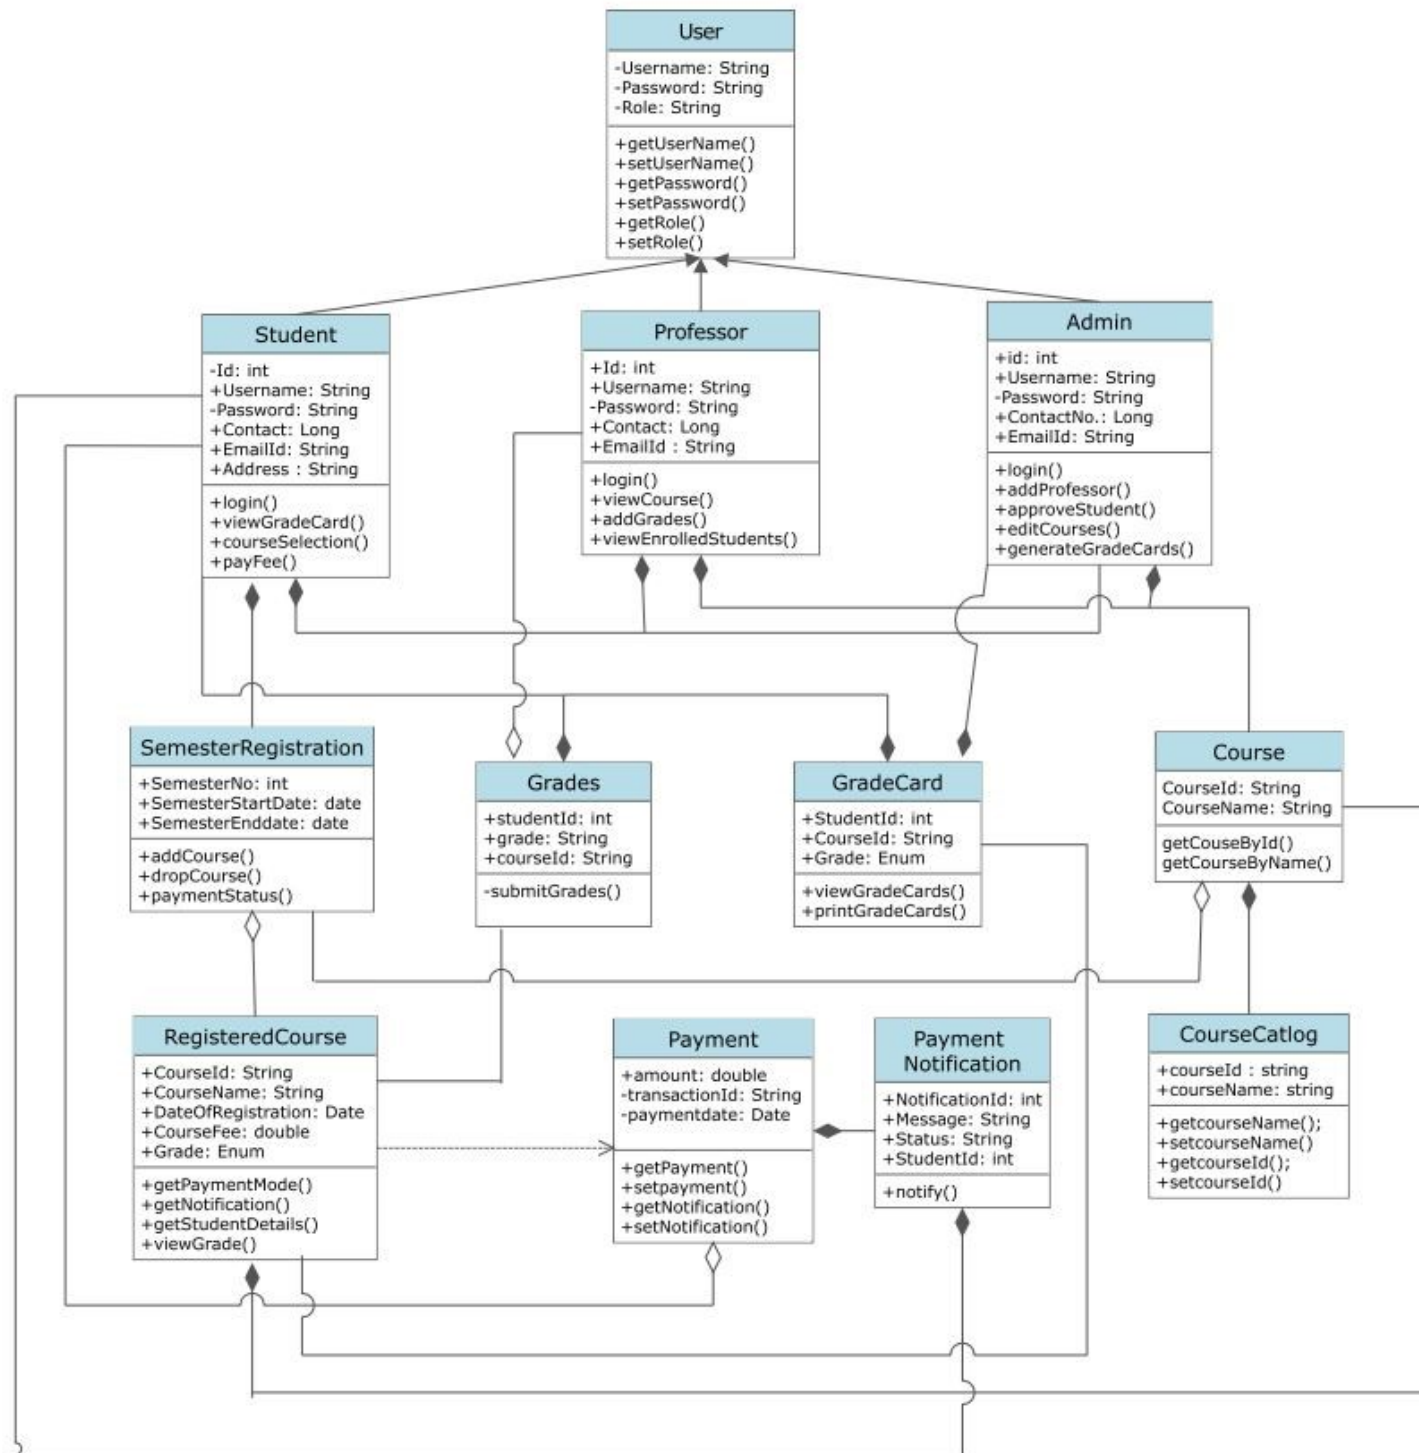 User
-Username: String
-Password: String
-Role: String
+getUserName()
+setUserName()
+getPassword()
+setPassword()
+getRole()
+setRole()
Student
-Id: int
+Username: String
-Password: String
+Contact: Long
+EmailId: String
+Address : String
+login()
+viewGradeCard()
+courseSelection()
+payFee()
Professor
+Id: int
+Username: String
-Password: String
+Contact: Long
+EmailId : String
+login()
+viewCourse()
+addGrades()
+viewEnrolledStudents()
Admin
+id: int
+Username: String
-Password: String
+ContactNo.: Long
+EmailId: String
+login()
+addProfessor()
+approveStudent()
+editCourses()
+generateGradeCards()
SemesterRegistration
+SemesterNo: int
+SemesterStartDate: date
+SemesterEnddate: date
+addCourse()
+dropCourse()
+paymentStatus()
Grades
+studentId: int
+grade: String
+courseId: String
-submitGrades()
GradeCard
+StudentId: int
+CourseId: String
+Grade: Enum
+viewGradeCards()
+printGradeCards()
Course
CourseId: String
CourseName: String
getCouseById()
getCourseByName()
RegisteredCourse
+CourseId: String
+CourseName: String
+DateOfRegistration: Date
+CourseFee: double
+Grade: Enum
+getPaymentMode()
+getNotification()
+getStudentDetails()
+viewGrade()
Payment
+amount: double
-transactionId: String
-paymentdate: Date
+getPayment()
+setpayment()
+getNotification()
+setNotification()
Payment
Notification
+NotificationId: int
+Message: String
+Status: String
+StudentId: int
+notify()
CourseCatlog
+courseId : string
+courseName: string
+getcourseName();
+setcourseName()
+getcourseId();
+setcourseId()